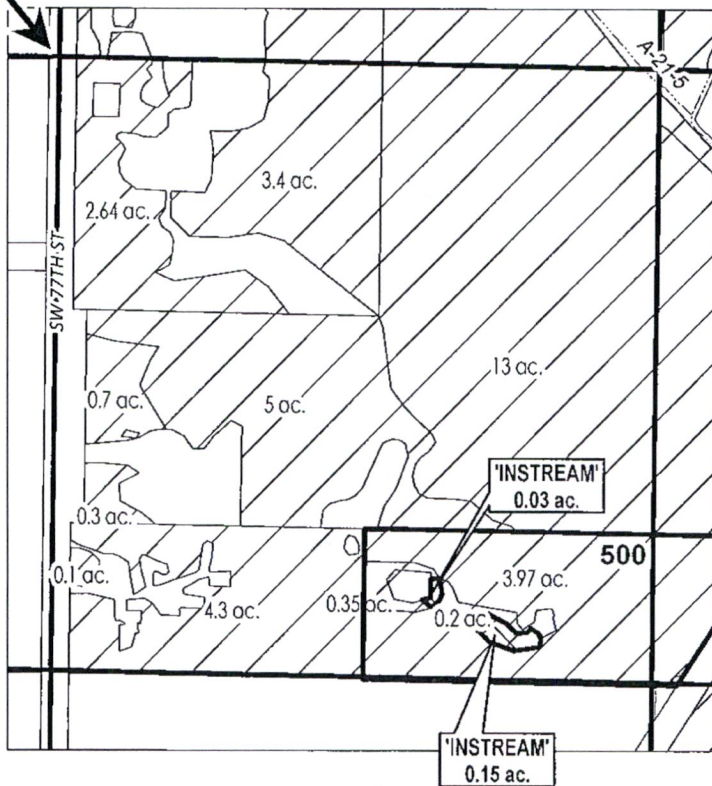 A-21-5
3.4 ac.
2.64 ac.
SW 77TH ST
13 ac.
0.7 ac.
5 ac.
'INSTREAM'
0.03 ac.
0.3 ac.
500
0.1 ac.
3.97 ac.
4.3 ac.
0.35 ac.
0.2 ac.
'INSTREAM'
0.15 ac.